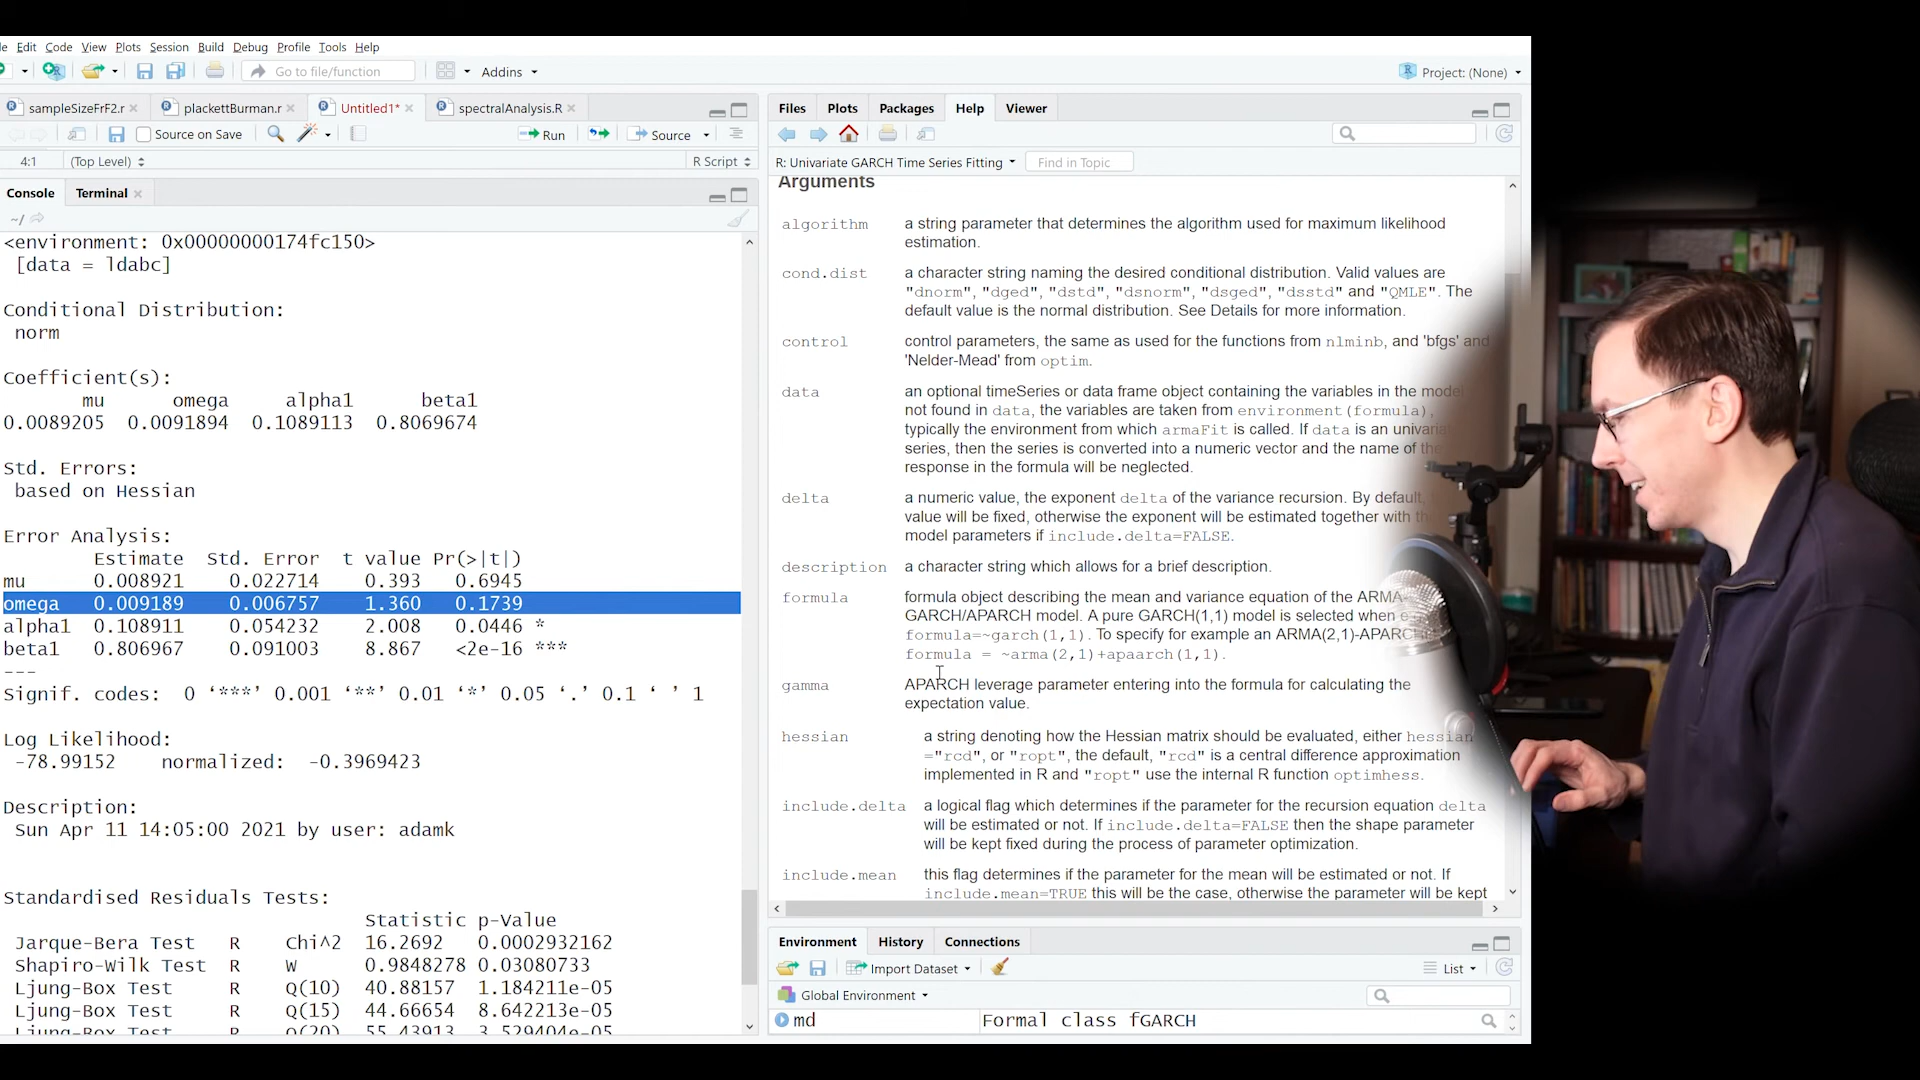 Edit Code View Plots Session Build Debug Profile Tools Help
Go to file/function
Addins
Project: (None)
sampleSizeFrF2.r
plackettBurman.r
Untitled1*
spectralAnalysis.R
Source on Save
Run
Source
4:1
(Top Level)
R Script
Console
Terminal
~/
<environment: 0x00000000174fc150>
[data = ldabc]
Conditional Distribution:
norm
Coefficient(s):
mu omega alpha1 beta1
0.0089205 0.0091894 0.1089113 0.8069674
Std. Errors:
based on Hessian
Error Analysis:
Estimate Std. Error t value Pr(>|t|)
mu 0.008921 0.022714 0.393 0.6945
omega 0.009189 0.006757 1.360 0.1739
alpha1 0.108911 0.054232 2.008 0.0446 *
beta1 0.806967 0.091003 8.867 <2e-16 ***
---
Signif. codes: 0 ‘***’ 0.001 ‘**’ 0.01 ‘*’ 0.05 ‘.’ 0.1 ‘ ’ 1
Log Likelihood:
-78.99152 normalized: -0.3969423
Description:
Sun Apr 11 14:05:00 2021 by user: adamk
Standardised Residuals Tests:
Statistic p-Value
Jarque-Bera Test R Chi^2 16.2692 0.0002932162
Shapiro-Wilk Test R W 0.9848278 0.03080733
Ljung-Box Test R Q(10) 40.88157 1.184211e-05
Ljung-Box Test R Q(15) 44.66654 8.642213e-05
Ljung-Box Test R Q(20) 55.43913 3.529404e-05
Files Plots Packages Help Viewer
R: Univariate GARCH Time Series Fitting
Find in Topic
Arguments
algorithm a string parameter that determines the algorithm used for maximum likelihood
estimation.
cond.dist a character string naming the desired conditional distribution. Valid values are
"dnorm", "dged", "dstd", "dsnorm", "dsged", "dsstd" and "QMLE". The
default value is the normal distribution. See Details for more information.
control control parameters, the same as used for the functions from nlminb, and 'bfgs' and
'Nelder-Mead' from optim.
data an optional timeSeries or data frame object containing the variables in the model
not found in data, the variables are taken from environment(formula),
typically the environment from which armaFit is called. If data is an
series, then the series is converted into a numeric vector and the name of the
response in the formula will be neglected.
delta a numeric value, the exponent delta of the variance recursion. By default,
value will be fixed, otherwise the exponent will be estimated together with the
model parameters if include.delta=FALSE.
description a character string which allows for a brief description.
formula formula object describing the mean and variance equation of the ARMA-
GARCH/APARCH model. A pure GARCH(1,1) model is selected when
formula=~garch(1,1). To specify for example an ARMA(2,1)-APARCH
formula = ~arma(2,1)+apaarch(1,1).
gamma APARCH leverage parameter entering into the formula for calculating the
expectation value.
hessian a string denoting how the Hessian matrix should be evaluated, either hessian
="rcd", or "ropt", the default, "rcd" is a central difference approximation
implemented in R and "ropt" use the internal R function optimhess.
include.delta a logical flag which determines if the parameter for the recursion equation delta
will be estimated or not. If include.delta=FALSE then the shape parameter
will be kept fixed during the process of parameter optimization.
include.mean this flag determines if the parameter for the mean will be estimated or not. If
include.mean=TRUE this will be the case, otherwise the parameter will be kept
Environment History Connections
Import Dataset
List
Global Environment
md Formal class fGARCH